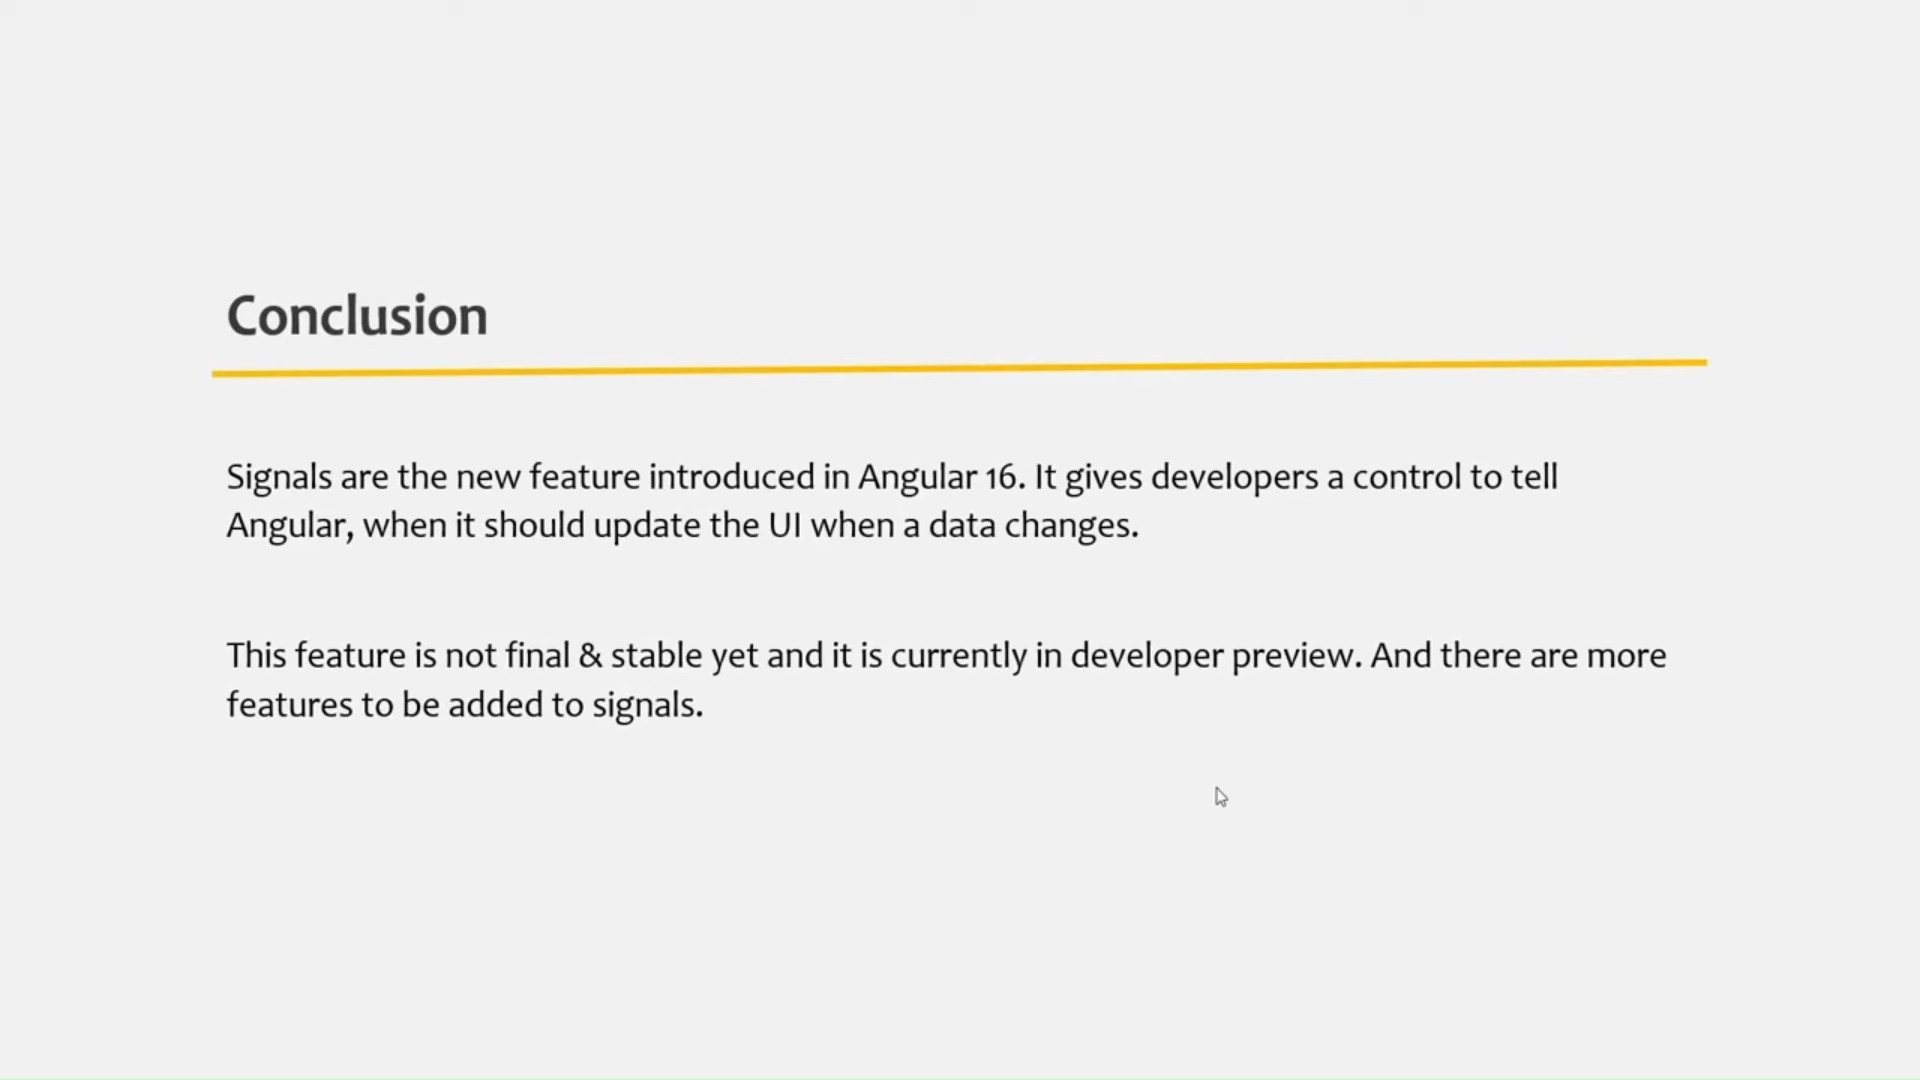 Conclusion
Signals are the new feature introduced in Angular 16. It gives developers a control to tell
Angular, when it should update the UI when a data changes.
This feature is not final & stable yet and it is currently in developer preview. And there are more
features to be added to signals.